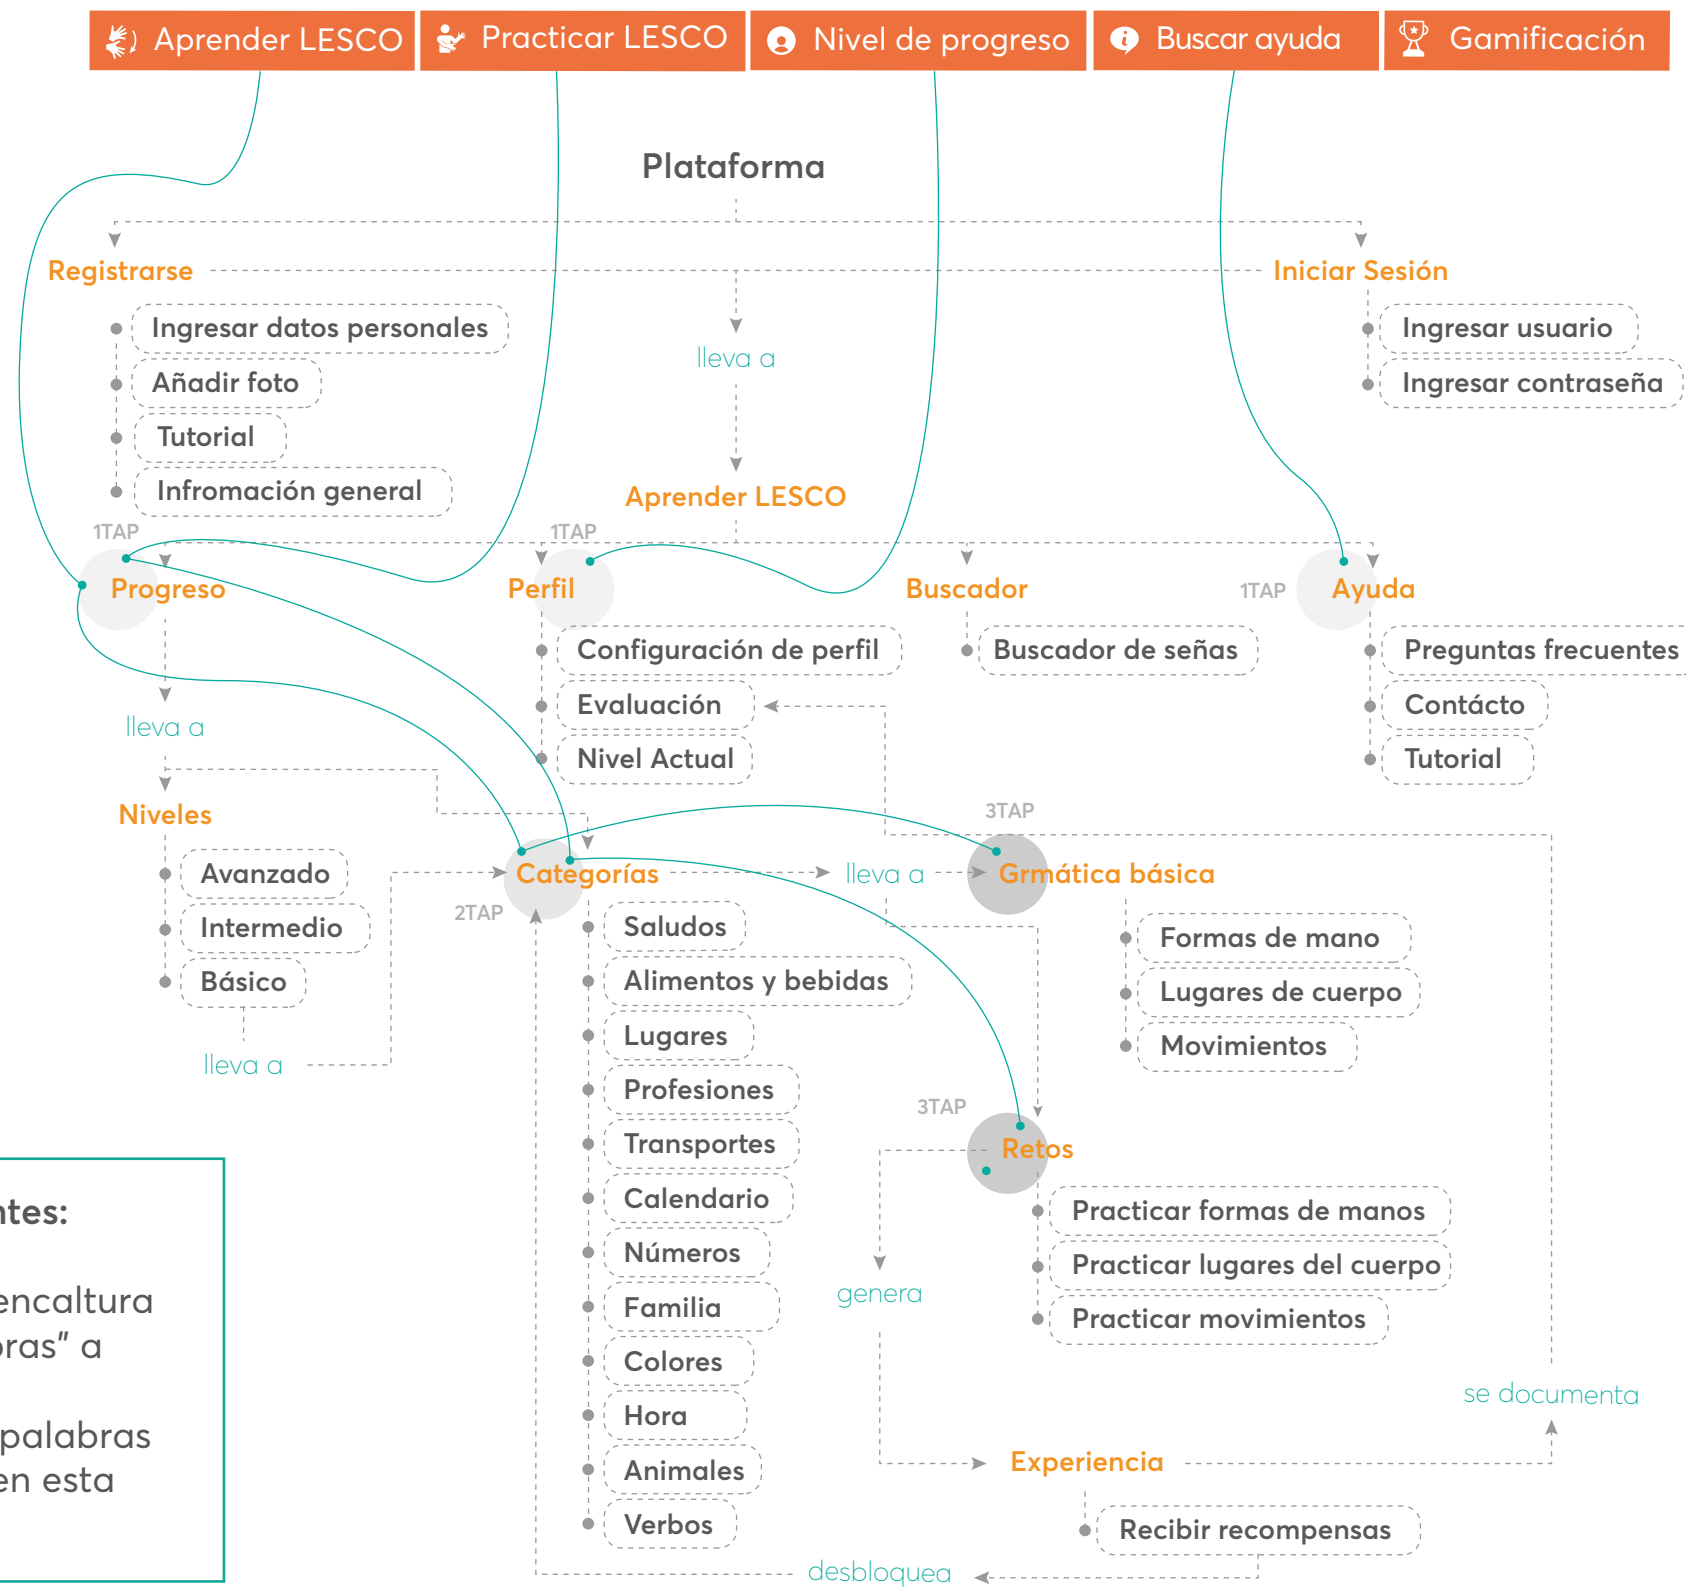 Aprender LESCO
Practicar LESCO
Nivel de progreso
Buscar ayuda
Gamificación
Plataforma
Registrarse
Iniciar Sesión
Ingresar datos personales
Añadir foto
Tutorial
Infromación general
lleva a
Ingresar usuario
Ingresar contraseña
Aprender LESCO
1TAP
Progreso
1TAP
Perfil
Buscador
1TAP
Ayuda
Configuración de perfil
Evaluación
Nivel Actual
Buscador de señas
Preguntas frecuentes
Contácto
Tutorial
lleva a
Niveles
Avanzado
Intermedio
Básico
lleva a
2TAP
Categorías
lleva a
3TAP
Grmática básica
Saludos
Alimentos y bebidas
Lugares
Profesiones
Transportes
Calendario
Números
Familia
Colores
Hora
Animales
Verbos
Formas de mano
Lugares de cuerpo
Movimientos
3TAP
Retos
Practicar formas de manos
Practicar lugares del cuerpo
Practicar movimientos
genera
se documenta
Experiencia
Recibir recompensas
desbloquea
ntes:
encaltura
oras" a
palabras
en esta